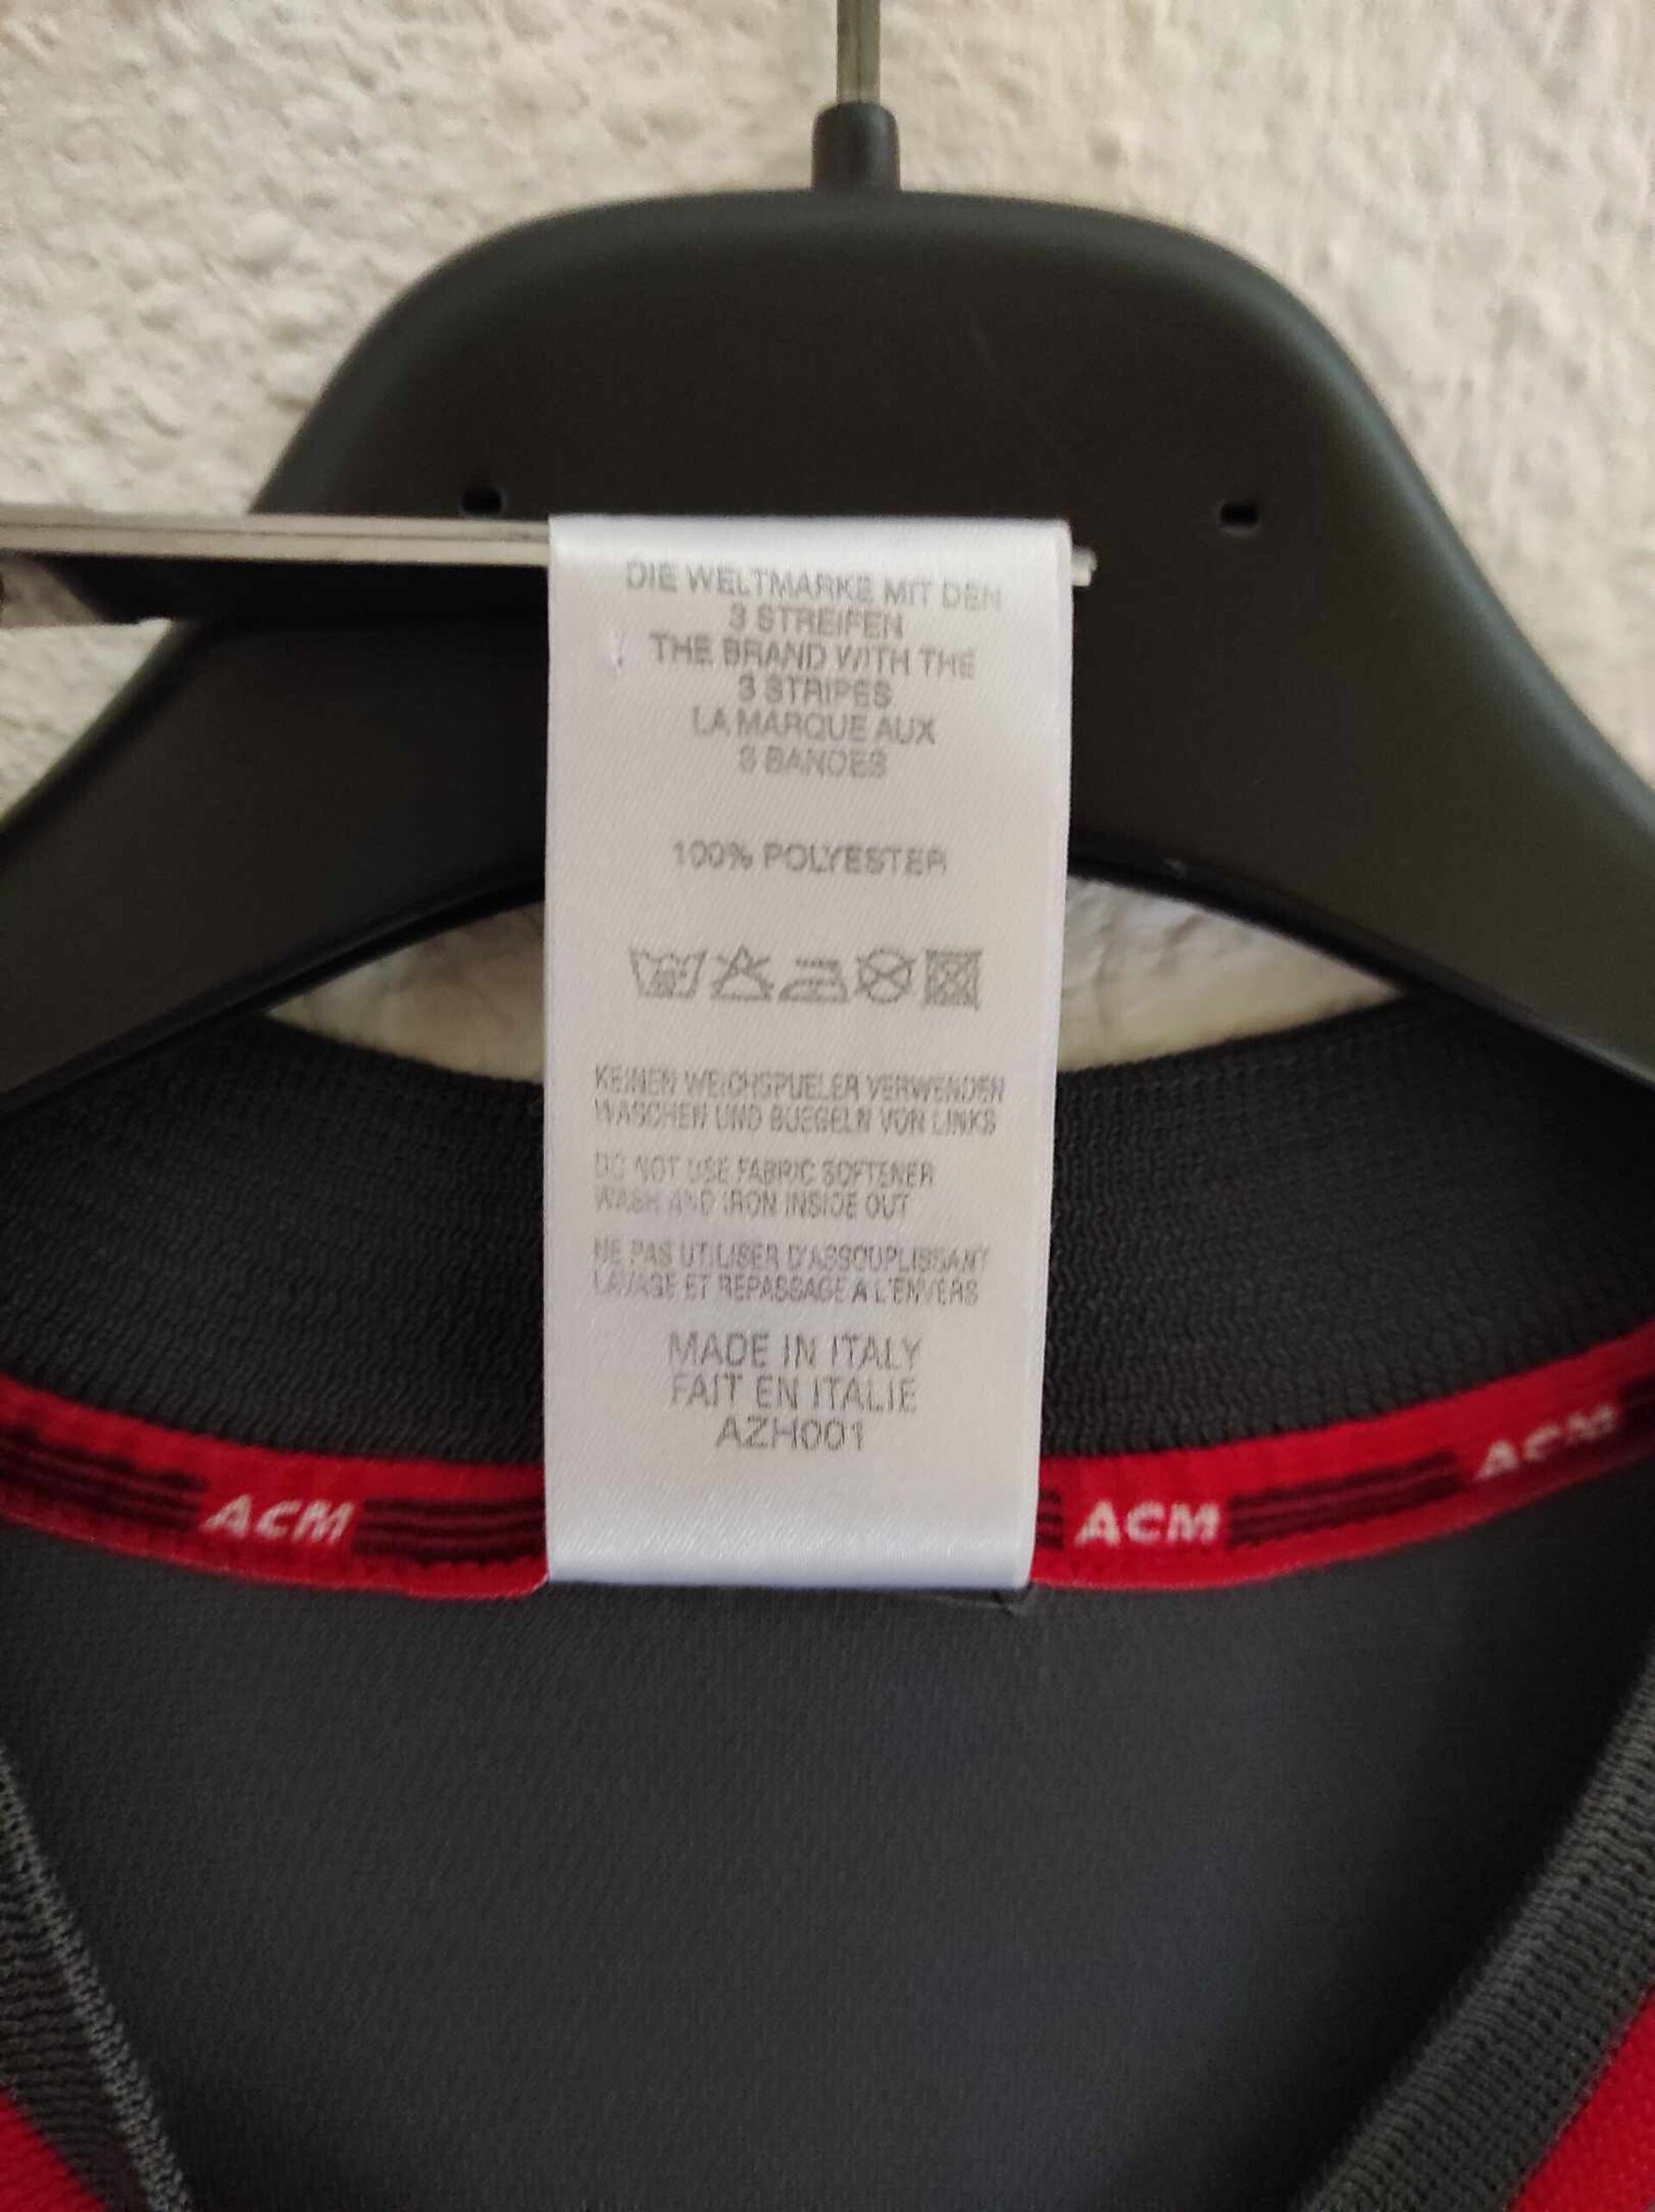 DIE WELTMARKE MIT DEN
3 STREIFEN
THE BRAND WITH THE
3 STRIPES
LA MARQUE AUX
3 BANDES
100% POLYESTER
KEINEN WEICHSPUELER VERWENDEN
WASCHEN UND BUEGELN VON LINKS
DO NOT USE FABRIC SOFTENER
WASH AND IRON INSIDE OUT
NE PAS UTILISER D'ASSOUPLISSANT
LAVAGE ET REPASSAGE A L'ENVERS
MADE IN ITALY
FAIT EN ITALIE
AZH001
ACM ACM ACM